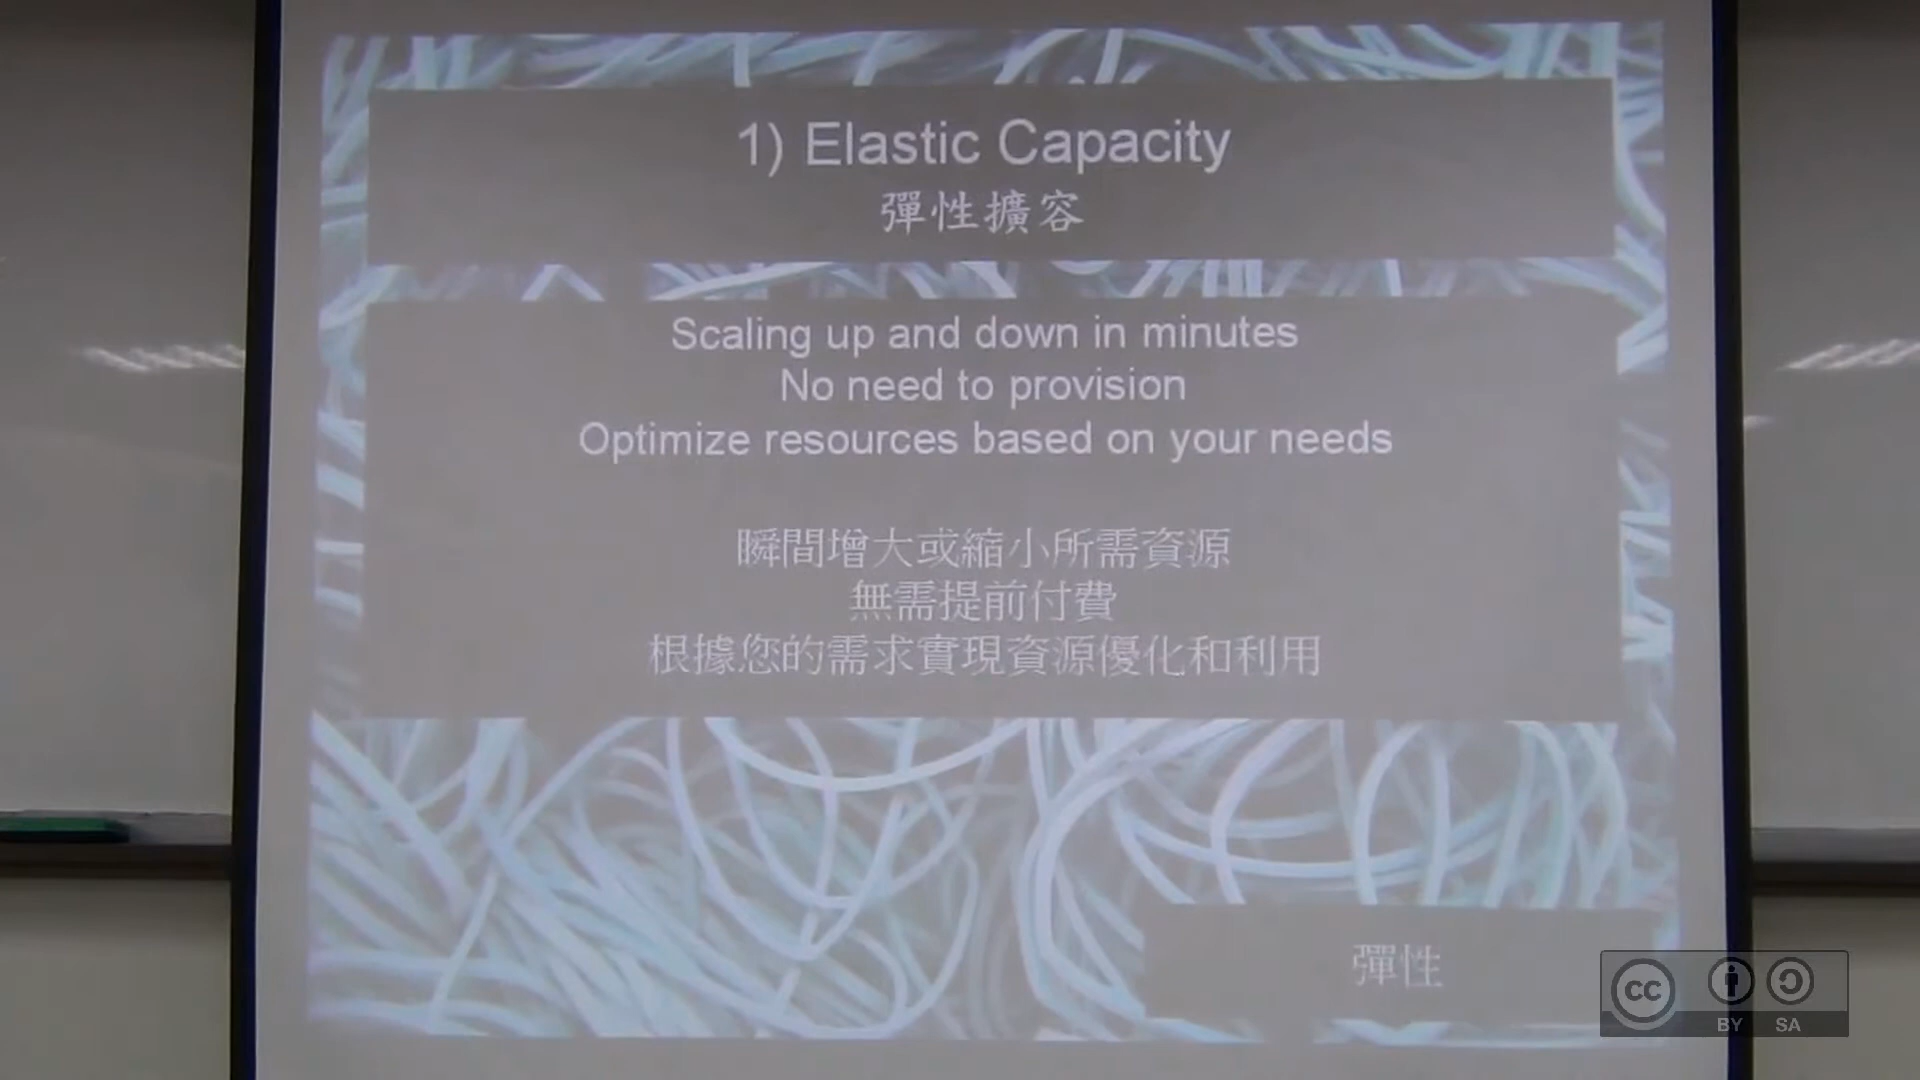 1) Elastic Capacity
彈性擴容
Scaling up and down in minutes
No need to provision
Optimize resources based on your needs
瞬間增大或縮小所需資源
無需提前付費
根據您的需求實現資源優化和利用
彈性
cc
BY SA